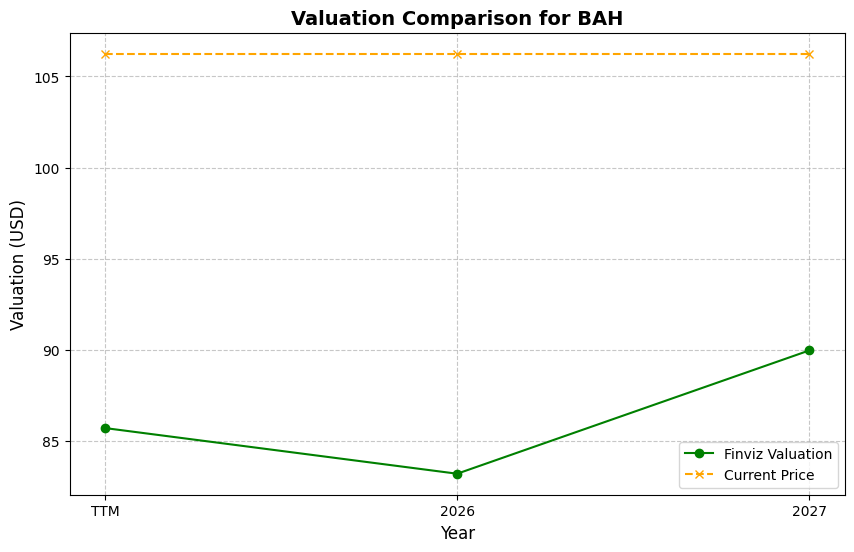 Valuation Comparison for BAH
Valuation (USD)
105
100
95
90
85
TTM
2026
2027
Year
Finviz Valuation
Current Price